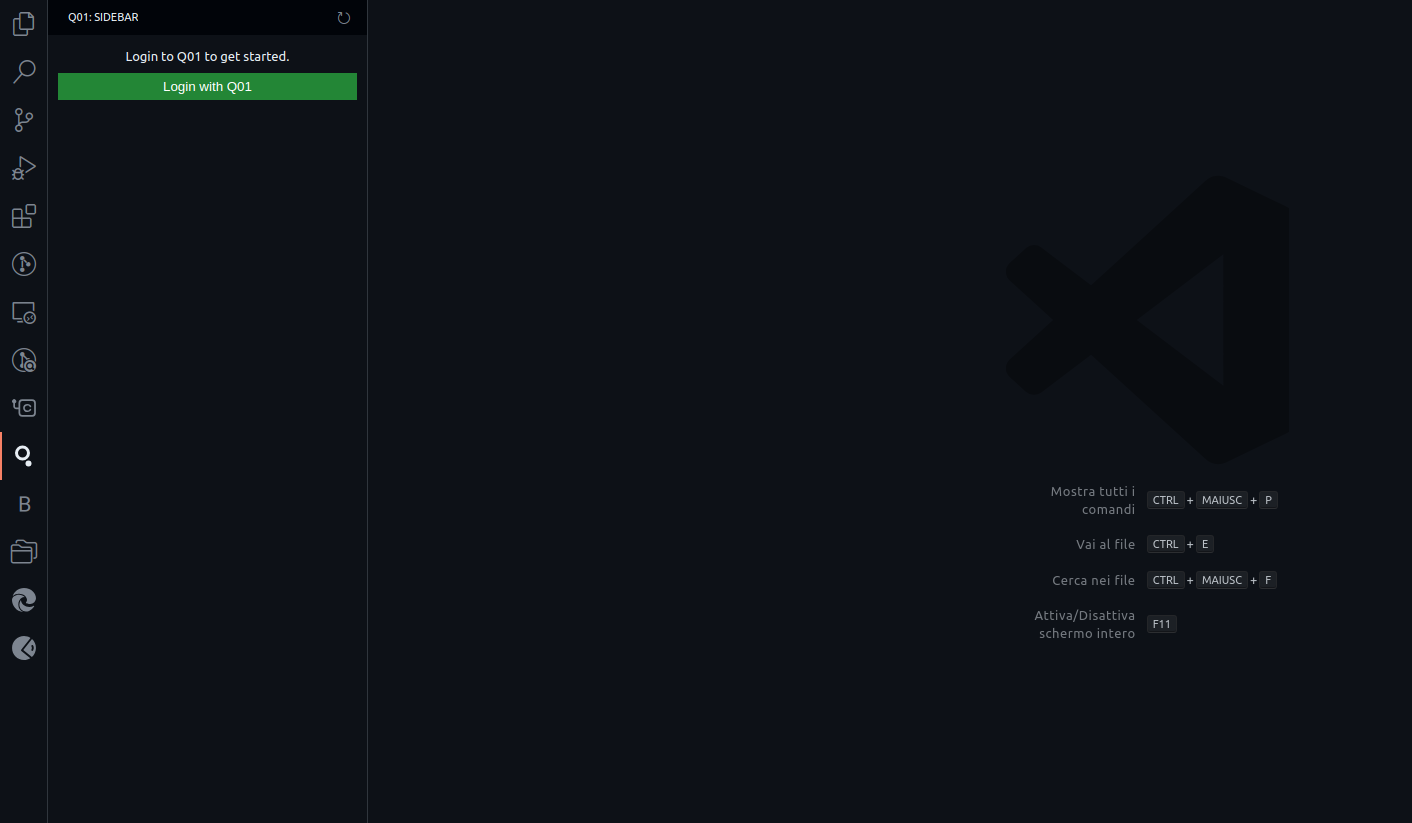 Q01: SIDEBAR
Login to Q01 to get started.
Login with Q01
B
Mostra tutti i
comandi
CTRL + MAIUSC + P
Vai al file
CTRL + E
Cerca nei file
CTRL + MAIUSC + F
Attiva/Disattiva
schermo intero
F11